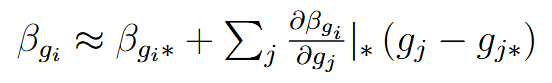 β_{g_i} ≈ β_{g_i*} + ∑_j ∂β_{g_i}/∂g_j |_* (g_j − g_{j*})